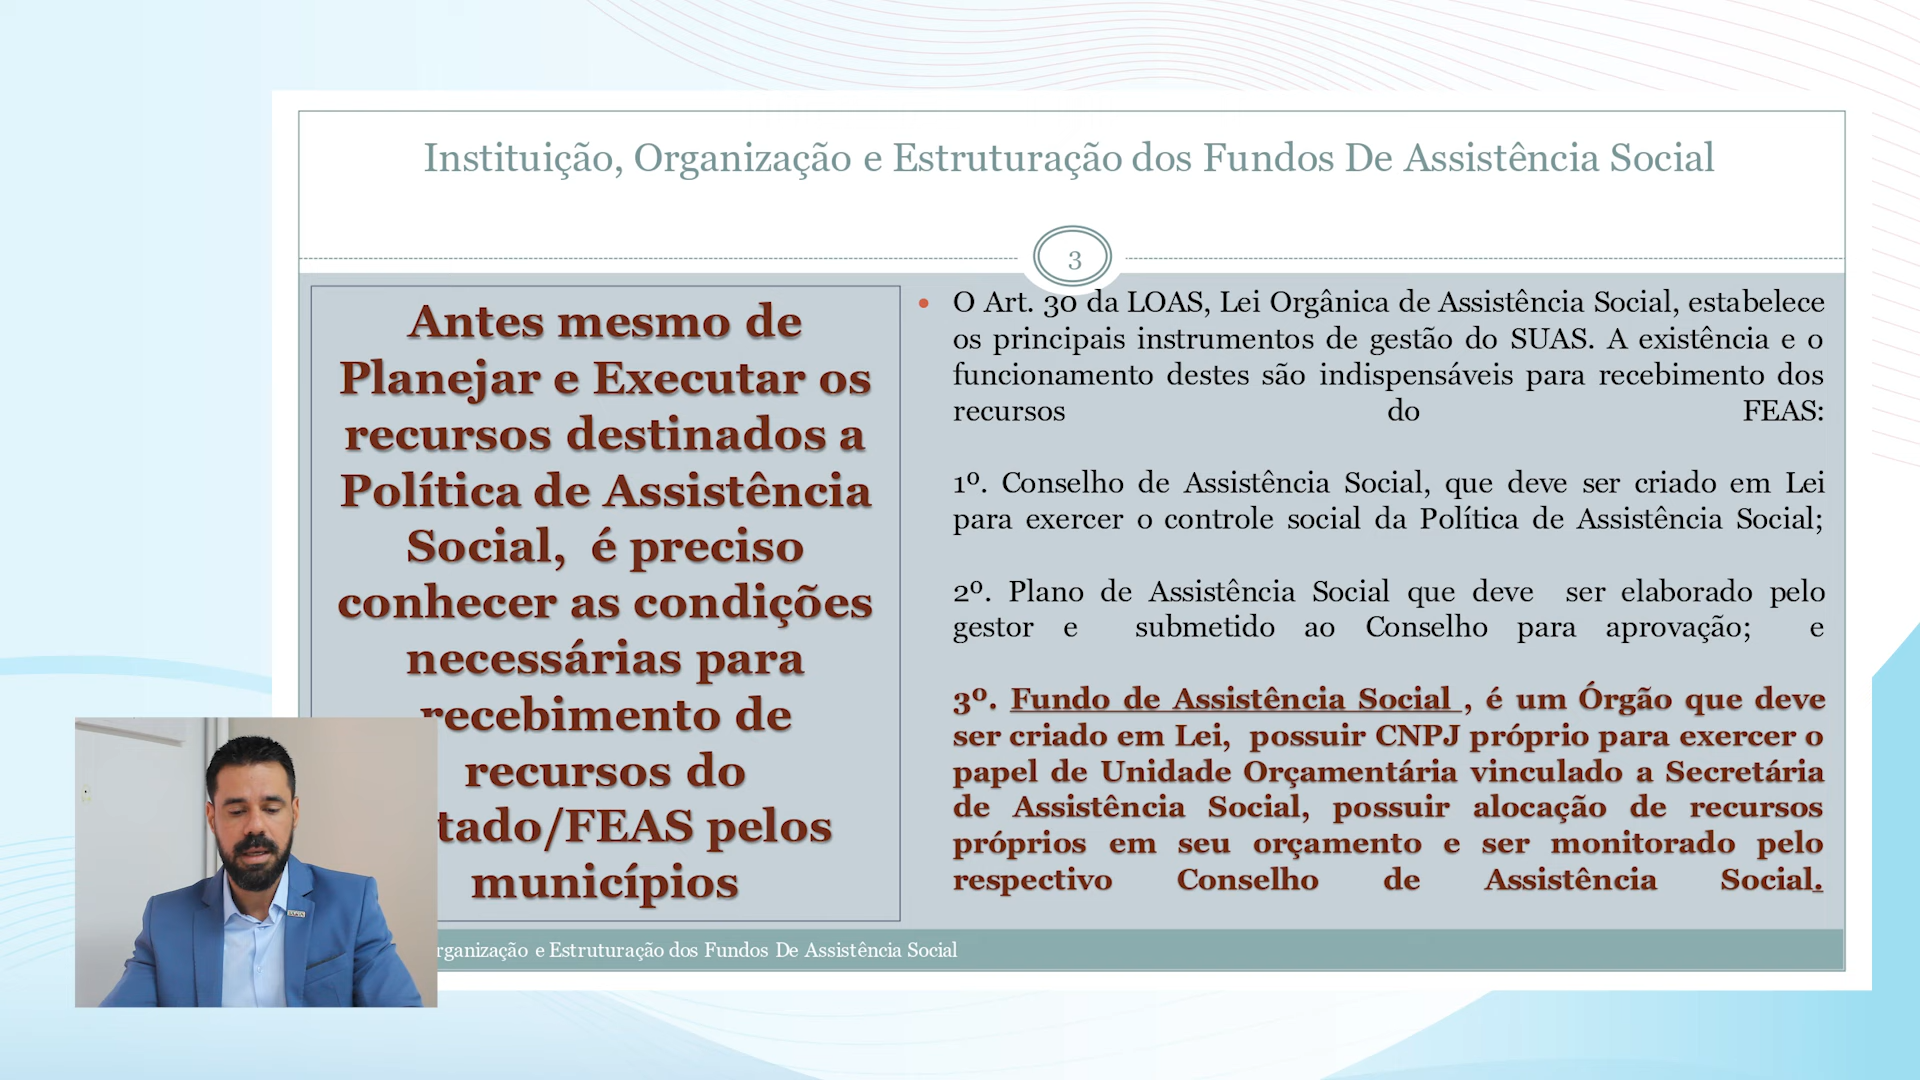 Instituição, Organização e Estruturação dos Fundos De Assistência Social
3
Antes mesmo de
Planejar e Executar os
recursos destinados a
Política de Assistência
Social, é preciso
conhecer as condições
necessárias para
recebimento de
recursos do
tado/FEAS pelos
municípios
• O Art. 30 da LOAS, Lei Orgânica de Assistência Social, estabelece
os principais instrumentos de gestão do SUAS. A existência e o
funcionamento destes são indispensáveis para recebimento dos
recursos do FEAS:
1º. Conselho de Assistência Social, que deve ser criado em Lei
para exercer o controle social da Política de Assistência Social;
2º. Plano de Assistência Social que deve ser elaborado pelo
gestor e submetido ao Conselho para aprovação; e
3º. Fundo de Assistência Social , é um Órgão que deve
ser criado em Lei, possuir CNPJ próprio para exercer o
papel de Unidade Orçamentária vinculado a Secretária
de Assistência Social, possuir alocação de recursos
próprios em seu orçamento e ser monitorado pelo
respectivo Conselho de Assistência Social.
rganização e Estruturação dos Fundos De Assistência Social